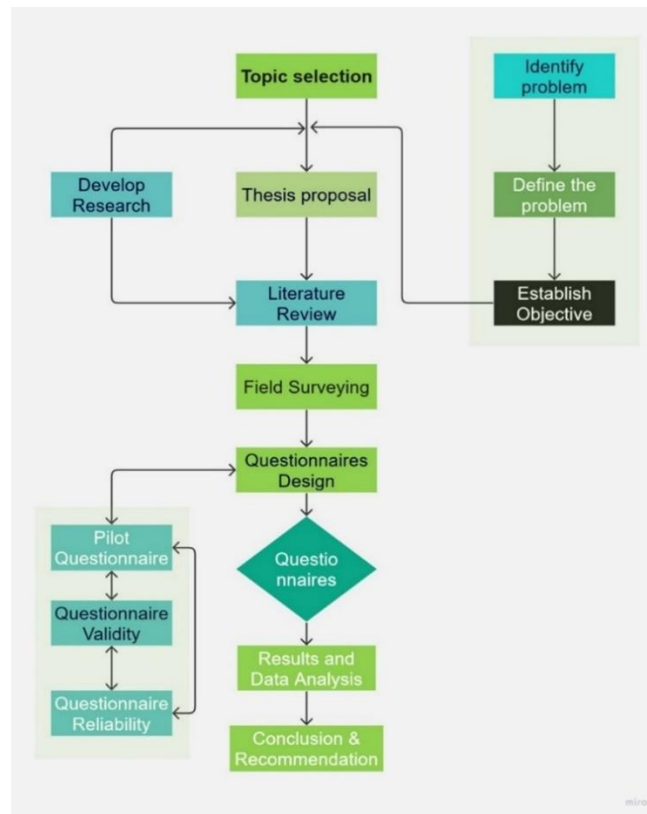 Topic selection
Identify
problem
Develop
Research
Thesis proposal
Define the
problem
Literature
Review
Establish
Objective
Field Surveying
Questionnaires
Design
Pilot
Questionnaire
Questio
nnaires
Questionnaire
Validity
Results and
Data Analysis
Questionnaire
Reliability
Conclusion &
Recommendation
miro